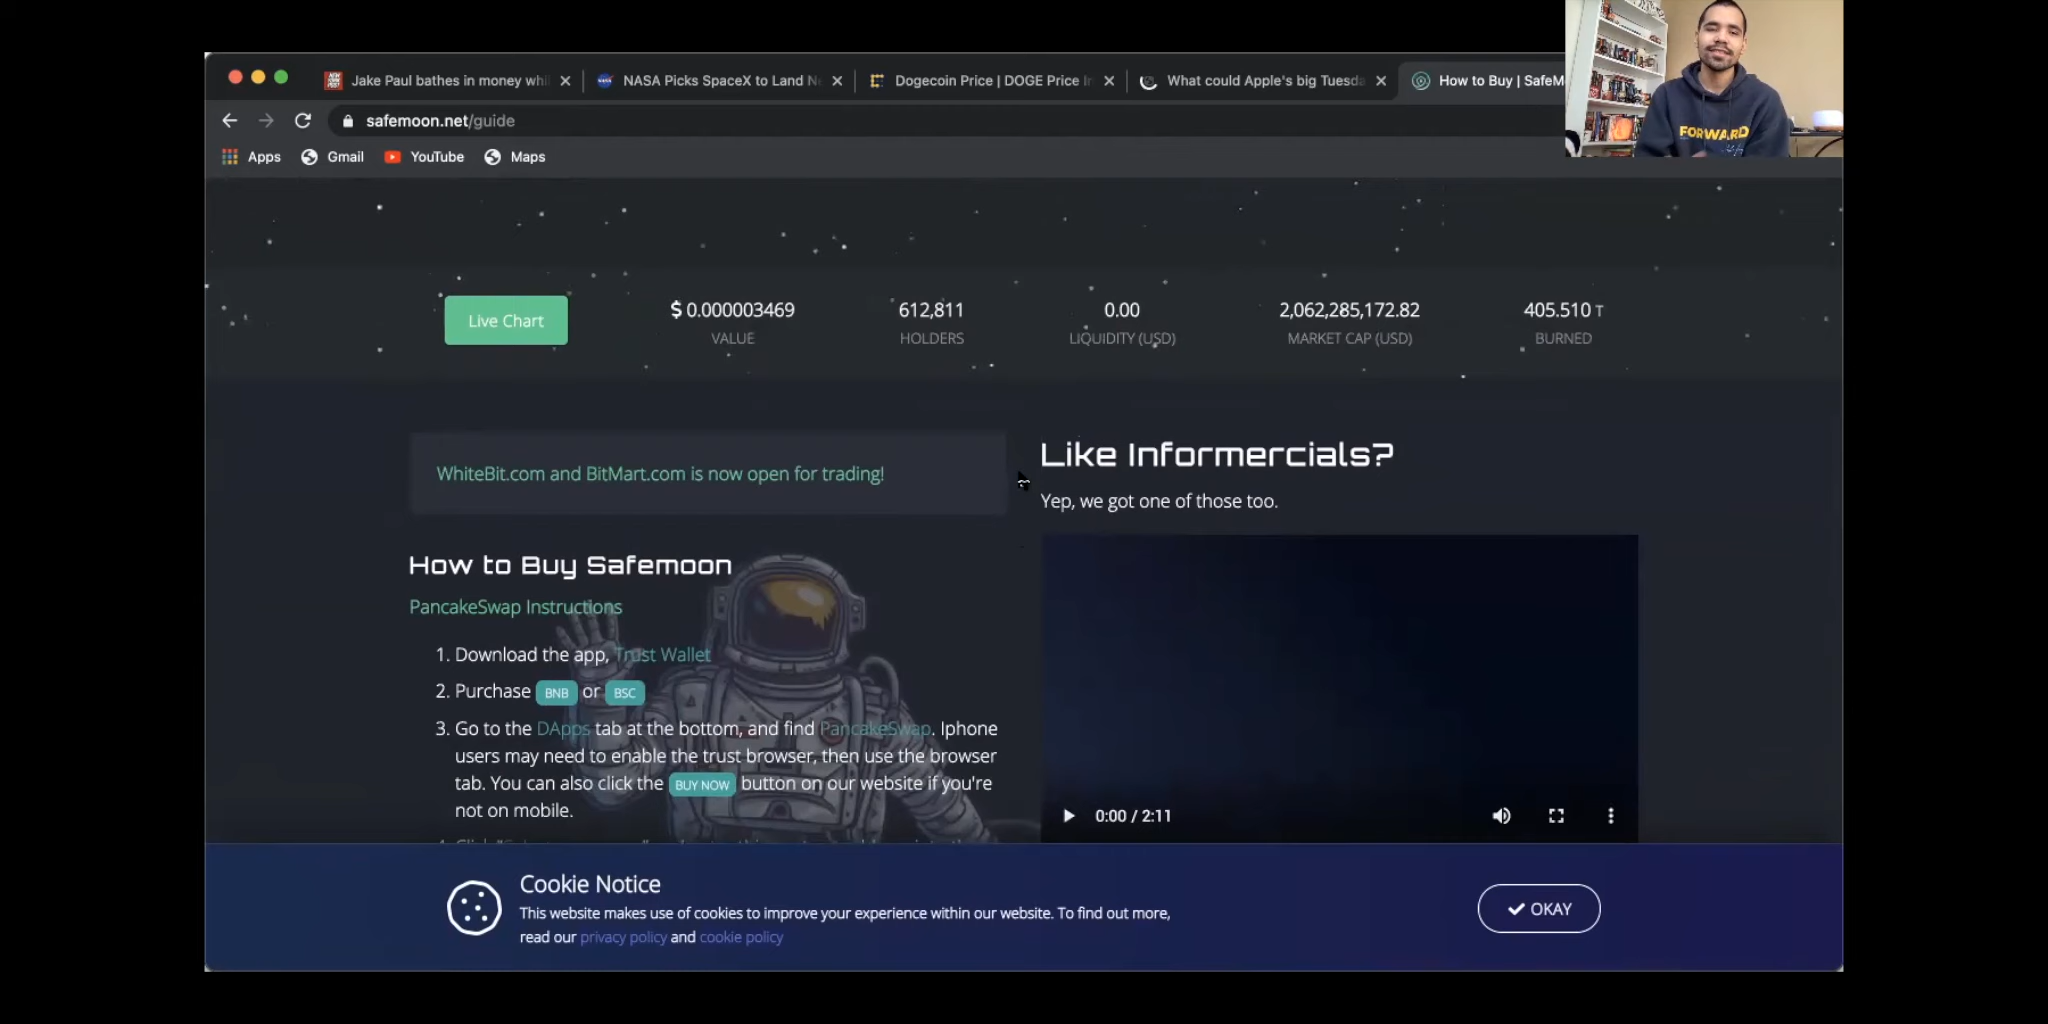 Jake Paul bathes in money whi
NASA Picks SpaceX to Land Ne
Dogecoin Price | DOGE Price In
What could Apple's big Tuesda
How to Buy | SafeM
safemoon.net/guide
Apps
Gmail
YouTube
Maps
FORWARD
Live Chart
$ 0.000003469
VALUE
612,811
HOLDERS
0.00
LIQUIDITY (USD)
2,062,285,172.82
MARKET CAP (USD)
405.510 T
BURNED
WhiteBit.com and BitMart.com is now open for trading!
How to Buy Safemoon
PancakeSwap Instructions
1. Download the app, Trust Wallet
2. Purchase BNB or BSC
3. Go to the DApps tab at the bottom, and find PancakeSwap. Iphone
users may need to enable the trust browser, then use the browser
tab. You can also click the BUY NOW button on our website if you're
not on mobile.
Like Informercials?
Yep, we got one of those too.
0:00 / 2:11
Cookie Notice
This website makes use of cookies to improve your experience within our website. To find out more,
read our privacy policy and cookie policy
OKAY